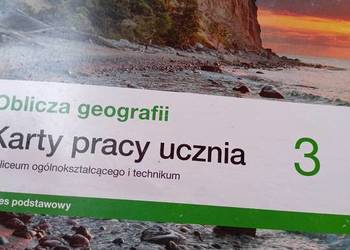 Oblicza geografii
Karty pracy ucznia
3
liceum ogólnokształcącego i technikum
podstawowy